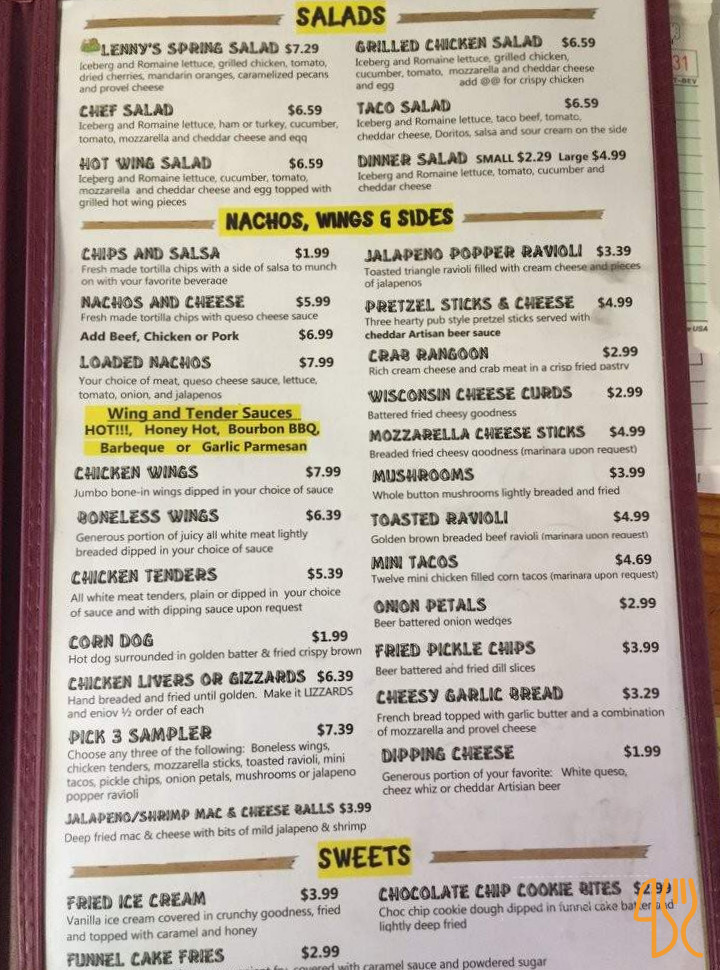 SALADS
LENNY'S SPRING SALAD $7.29
Iceberg and Romaine lettuce, grilled chicken, tomato,
dried cherries, mandarin oranges, caramelized pecans
and provel cheese
CHEF SALAD $6.59
Iceberg and Romaine lettuce, ham or turkey, cucumber,
tomato, mozzarella and cheddar cheese and egg
HOT WING SALAD $6.59
Iceberg and Romaine lettuce, cucumber, tomato,
mozzarella and cheddar cheese and egg topped with
grilled hot wing pieces
GRILLED CHICKEN SALAD $6.59
Iceberg and Romaine lettuce, grilled chicken,
cucumber, tomato, mozzarella and cheddar cheese
and egg add @@ for crispy chicken
TACO SALAD $6.59
Iceberg and Romaine lettuce, taco beef, tomato,
cheddar cheese, Doritos, salsa and sour cream on the side
DINNER SALAD SMALL $2.29 Large $4.99
Iceberg and Romaine lettuce, tomato, cucumber and
cheddar cheese
NACHOS, WINGS & SIDES
CHIPS AND SALSA $1.99
Fresh made tortilla chips with a side of salsa to munch
on with your favorite beverage
NACHOS AND CHEESE $5.99
Fresh made tortilla chips with queso cheese sauce
Add Beef, Chicken or Pork $6.99
LOADED NACHOS $7.99
Your choice of meat, queso cheese sauce, lettuce,
tomato, onion, and jalapenos
Wing and Tender Sauces
HOT!!!, Honey Hot, Bourbon BBQ,
Barbeque or Garlic Parmesan
CHICKEN WINGS $7.99
Jumbo bone-in wings dipped in your choice of sauce
BONELESS WINGS $6.39
Generous portion of juicy all white meat lightly
breaded dipped in your choice of sauce
CHICKEN TENDERS $5.39
All white meat tenders, plain or dipped in your choice
of sauce and with dipping sauce upon request
CORN DOG $1.99
Hot dog surrounded in golden batter & fried crispy brown
CHICKEN LIVERS OR GIZZARDS $6.39
Hand breaded and fried until golden. Make it LIZZARDS
and enjoy ½ order of each
PICK 3 SAMPLER $7.39
Choose any three of the following: Boneless wings,
chicken tenders, mozzarella sticks, toasted ravioli, mini
tacos, pickle chips, onion petals, mushrooms or jalapeno
popper ravioli
JALAPENO/SHRIMP MAC & CHEESE BALLS $3.99
Deep fried mac & cheese with bits of mild jalapeno & shrimp
JALAPENO POPPER RAVIOLI $3.39
Toasted triangle ravioli filled with cream cheese and pieces
of jalapenos
PRETZEL STICKS & CHEESE $4.99
Three hearty pub style pretzel sticks served with
cheddar Artisan beer sauce
CRAB RANGOON $2.99
Rich cream cheese and crab meat in a crisp fried pastry
WISCONSIN CHEESE CURDS $2.99
Battered fried cheesy goodness
MOZZARELLA CHEESE STICKS $4.99
Breaded fried cheesy goodness (marinara upon request)
MUSHROOMS $3.99
Whole button mushrooms lightly breaded and fried
TOASTED RAVIOLI $4.99
Golden brown breaded beef ravioli (marinara upon request)
MINI TACOS $4.69
Twelve mini chicken filled corn tacos (marinara upon request)
ONION PETALS $2.99
Beer battered onion wedges
FRIED PICKLE CHIPS $3.99
Beer battered and fried dill slices
CHEESY GARLIC BREAD $3.29
French bread topped with garlic butter and a combination
of mozzarella and provel cheese
DIPPING CHEESE $1.99
Generous portion of your favorite: White queso,
cheez whiz or cheddar Artisian beer
SWEETS
FRIED ICE CREAM $3.99
Vanilla ice cream covered in crunchy goodness, fried
and topped with caramel and honey
FUNNEL CAKE FRIES $2.99
covered with caramel sauce and powdered sugar
CHOCOLATE CHIP COOKIE BITES $2.99
Choc chip cookie dough dipped in funnel cake batter and
lightly deep fried
31
USA